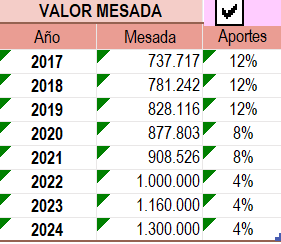 VALOR MESADA
Año Mesada Aportes
2017 737.717 12%
2018 781.242 12%
2019 828.116 12%
2020 877.803 8%
2021 908.526 8%
2022 1.000.000 4%
2023 1.160.000 4%
2024 1.300.000 4%